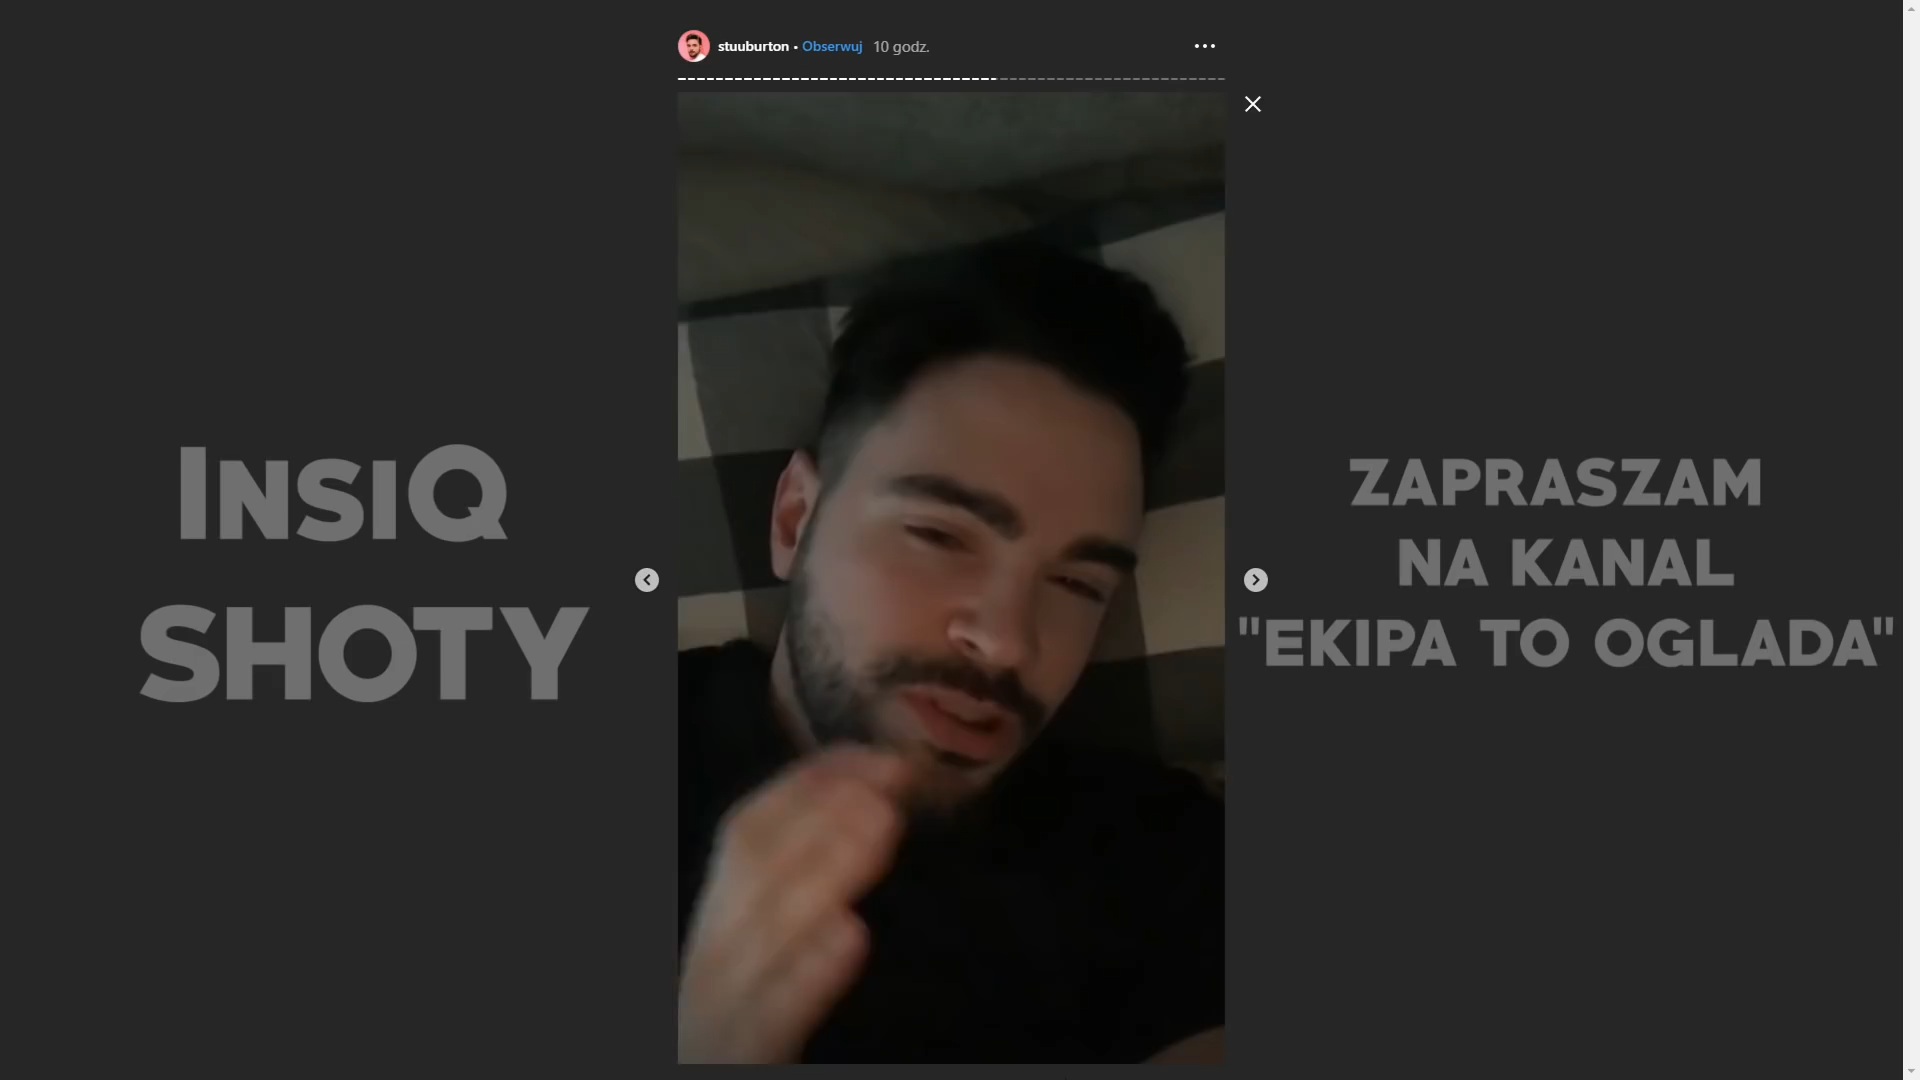 stuuburton • Obserwuj 10 godz.
INSIQ
SHOTY
ZAPRASZAM
NA KANAL
"EKIPA TO OGLADA"